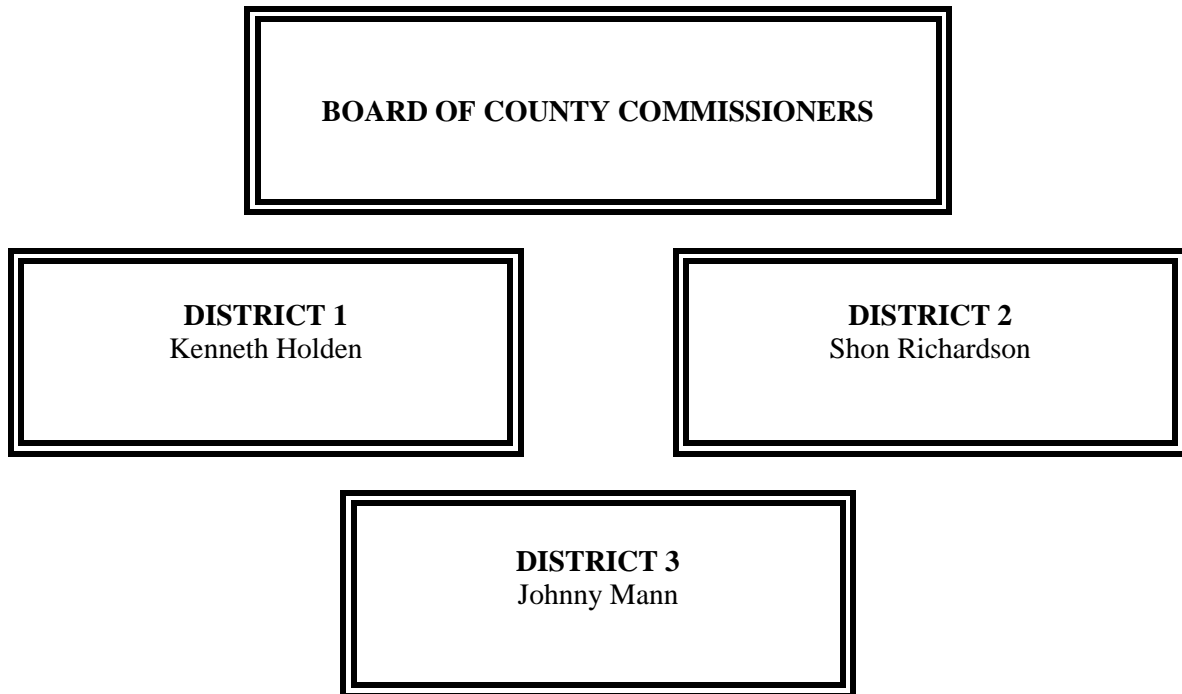 BOARD OF COUNTY COMMISSIONERS
DISTRICT 1
Kenneth Holden
DISTRICT 2
Shon Richardson
DISTRICT 3
Johnny Mann